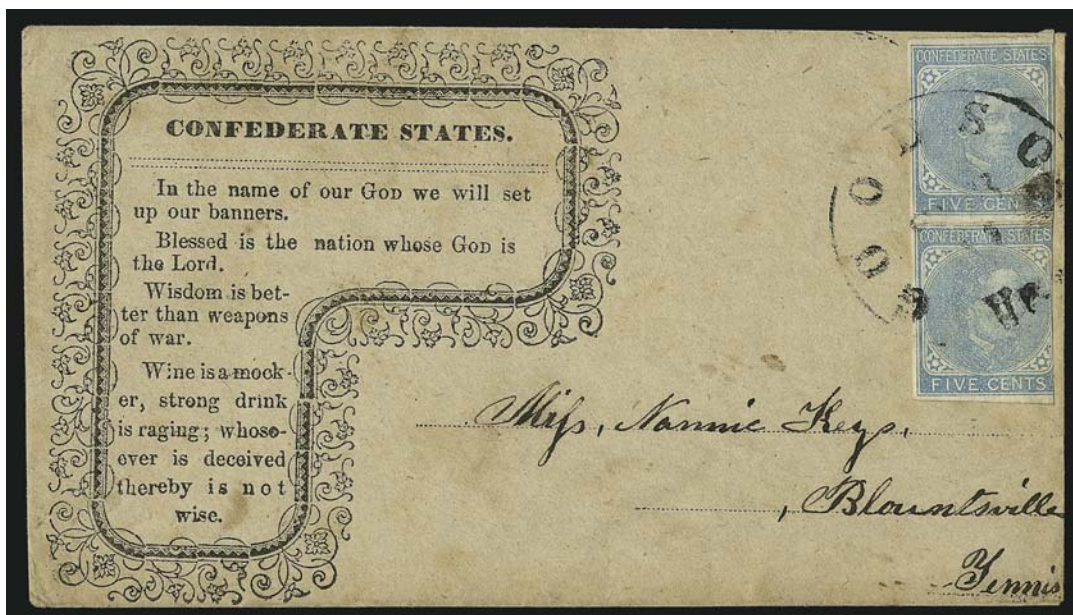 CONFEDERATE STATES.
In the name of our GOD we will set
up our banners.
Blessed is the nation whose GOD is
the Lord.
Wisdom is bet-
ter than weapons
of war.
Wine is a mock-
er, strong drink
is raging; whoso-
ever is deceived
thereby is not
wise.
CONFEDERATE STATES
FIVE CENTS
CONFEDERATE STATES
FIVE CENTS
Miss, Nannie Keys,
Blountsville
Tennis